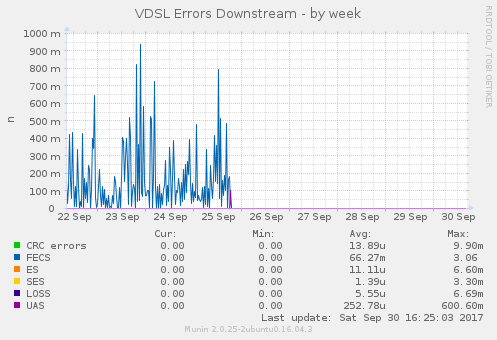 VDSL Errors Downstream - by week
RRDTOOL / TOBI OETIKER
n
1000 m
900 m
800 m
700 m
600 m
500 m
400 m
300 m
200 m
100 m
0
22 Sep 23 Sep 24 Sep 25 Sep 26 Sep 27 Sep 28 Sep 29 Sep 30 Sep
Cur: Min: Avg: Max:
CRC errors 0.00 0.00 13.89u 9.90m
FECS 0.00 0.00 66.27m 3.06
ES 0.00 0.00 11.11u 6.60m
SES 0.00 0.00 1.39u 3.30m
LOSS 0.00 0.00 5.55u 6.69m
UAS 0.00 0.00 252.78u 600.60m
Last update: Sat Sep 30 16:25:03 2017
Munin 2.0.25-2ubuntu0.16.04.3